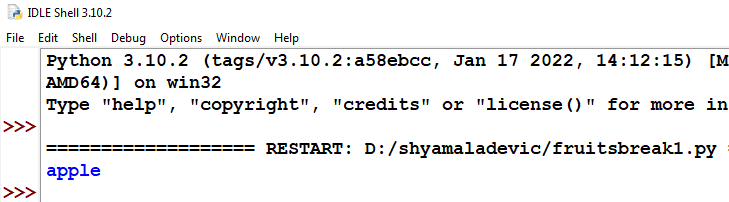 IDLE Shell 3.10.2
File Edit Shell Debug Options Window Help
Python 3.10.2 (tags/v3.10.2:a58ebcc, Jan 17 2022, 14:12:15) [M
AMD64)] on win32
Type "help", "copyright", "credits" or "license()" for more in
>>>
=================== RESTART: D:/shyamaladevic/fruitsbreak1.py =
apple
>>>